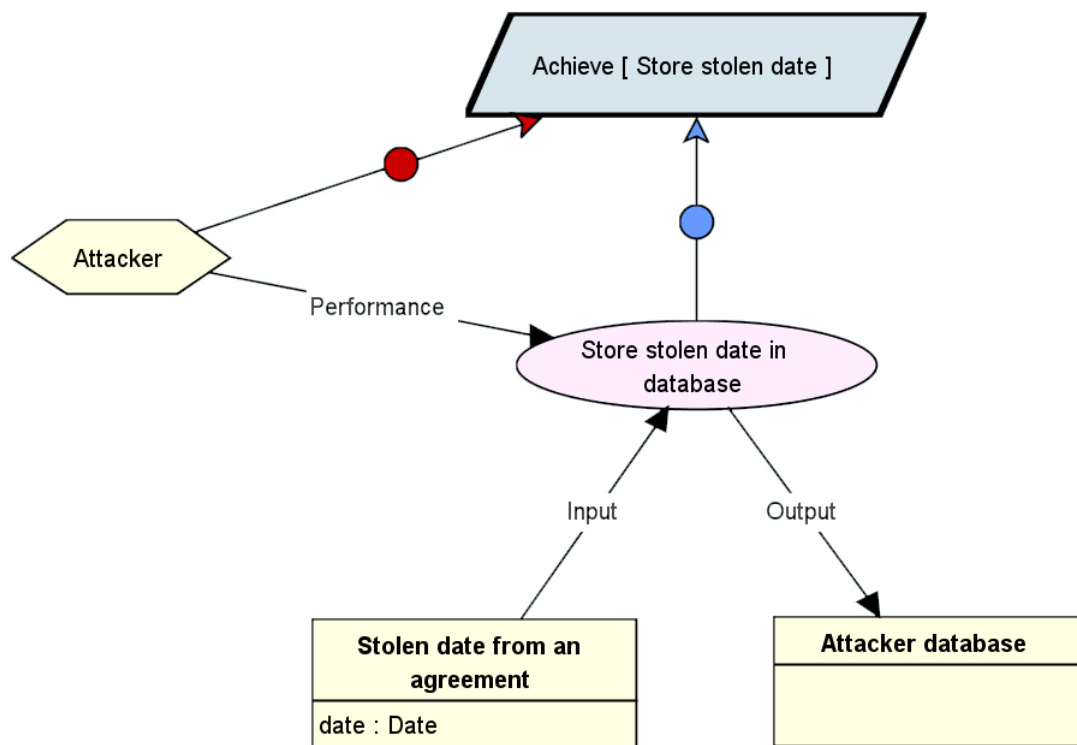 Achieve [ Store stolen date ]
Attacker
Performance
Store stolen date in
database
Input
Output
Stolen date from an
agreement
date : Date
Attacker database